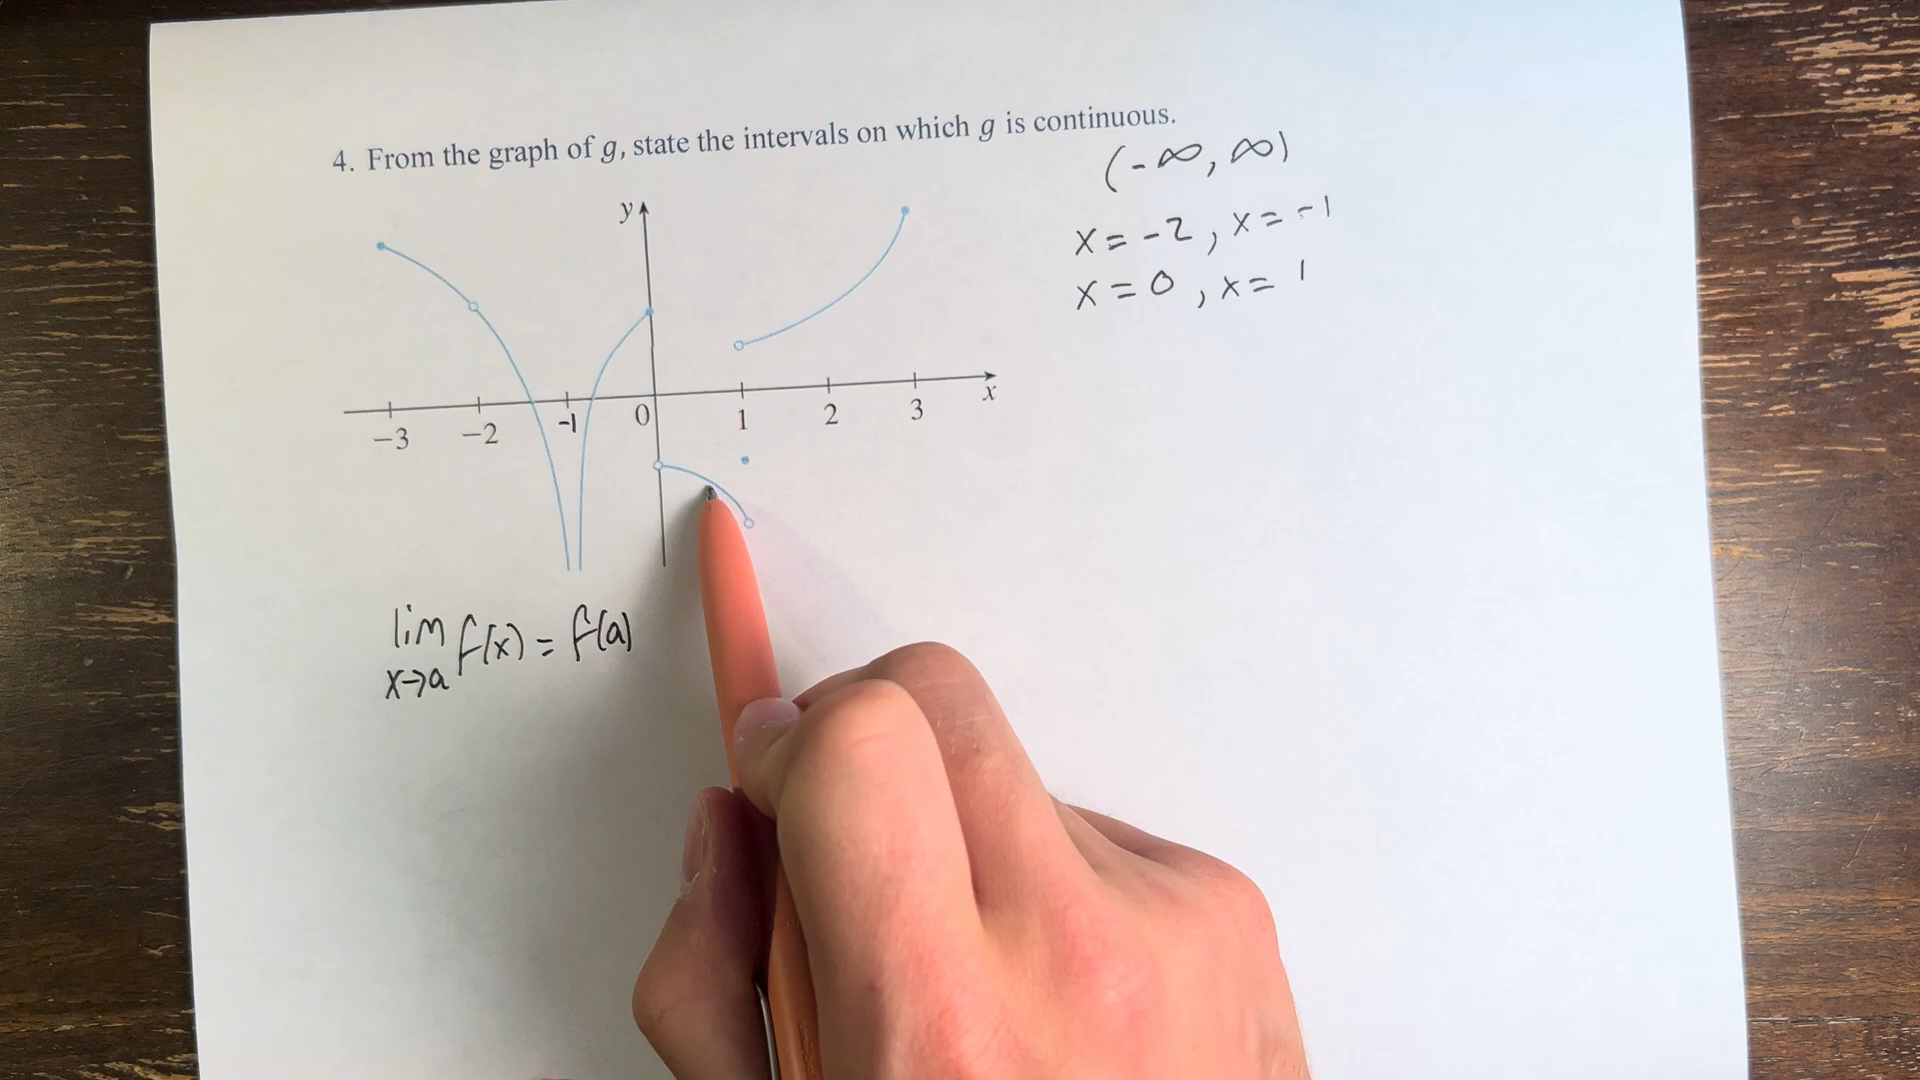 4. From the graph of g, state the intervals on which g is continuous.
(-∞, ∞)
x = -2, x = -1
x = 0, x = 1
y
x
−3 −2 -1 0 1 2 3
lim f(x) = f(a)
x→a